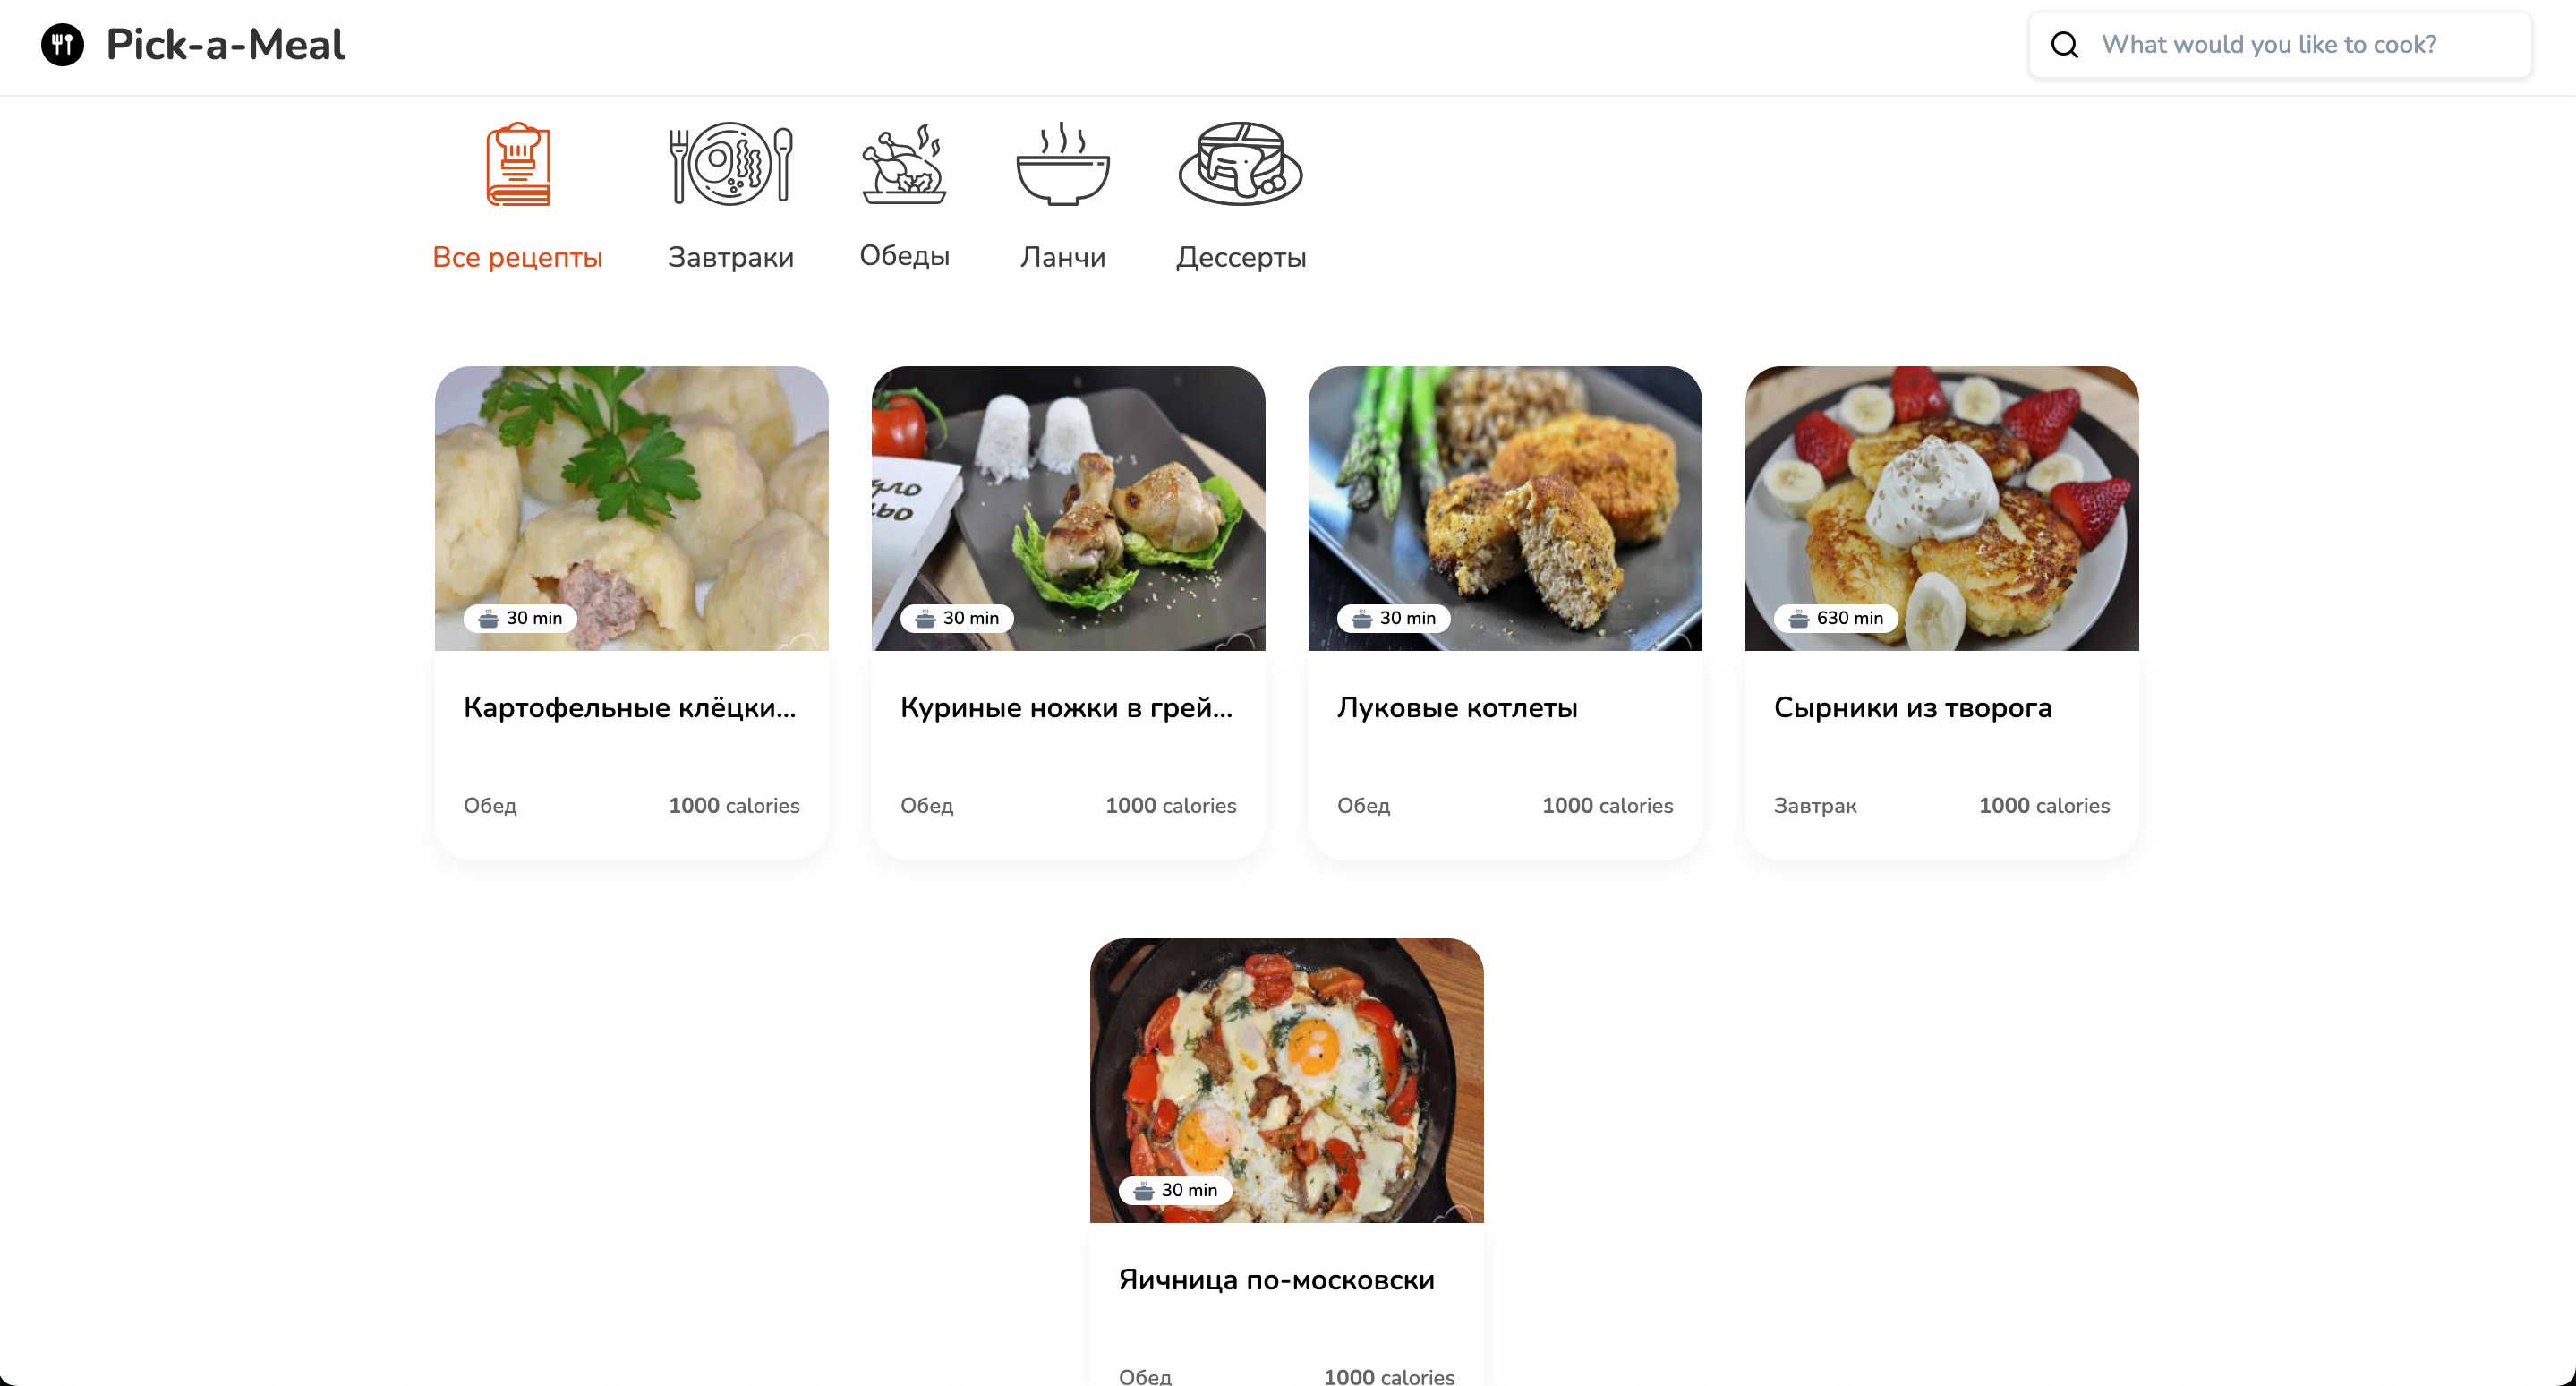 Pick-a-Meal
What would you like to cook?
Все рецепты
Завтраки
Обеды
Ланчи
Дессерты
30 min
30 min
30 min
630 min
Картофельные клёцки...
Куриные ножки в грей...
Луковые котлеты
Сырники из творога
Обед 1000 calories
Обед 1000 calories
Обед 1000 calories
Завтрак 1000 calories
30 min
Яичница по-московски
Обед 1000 calories